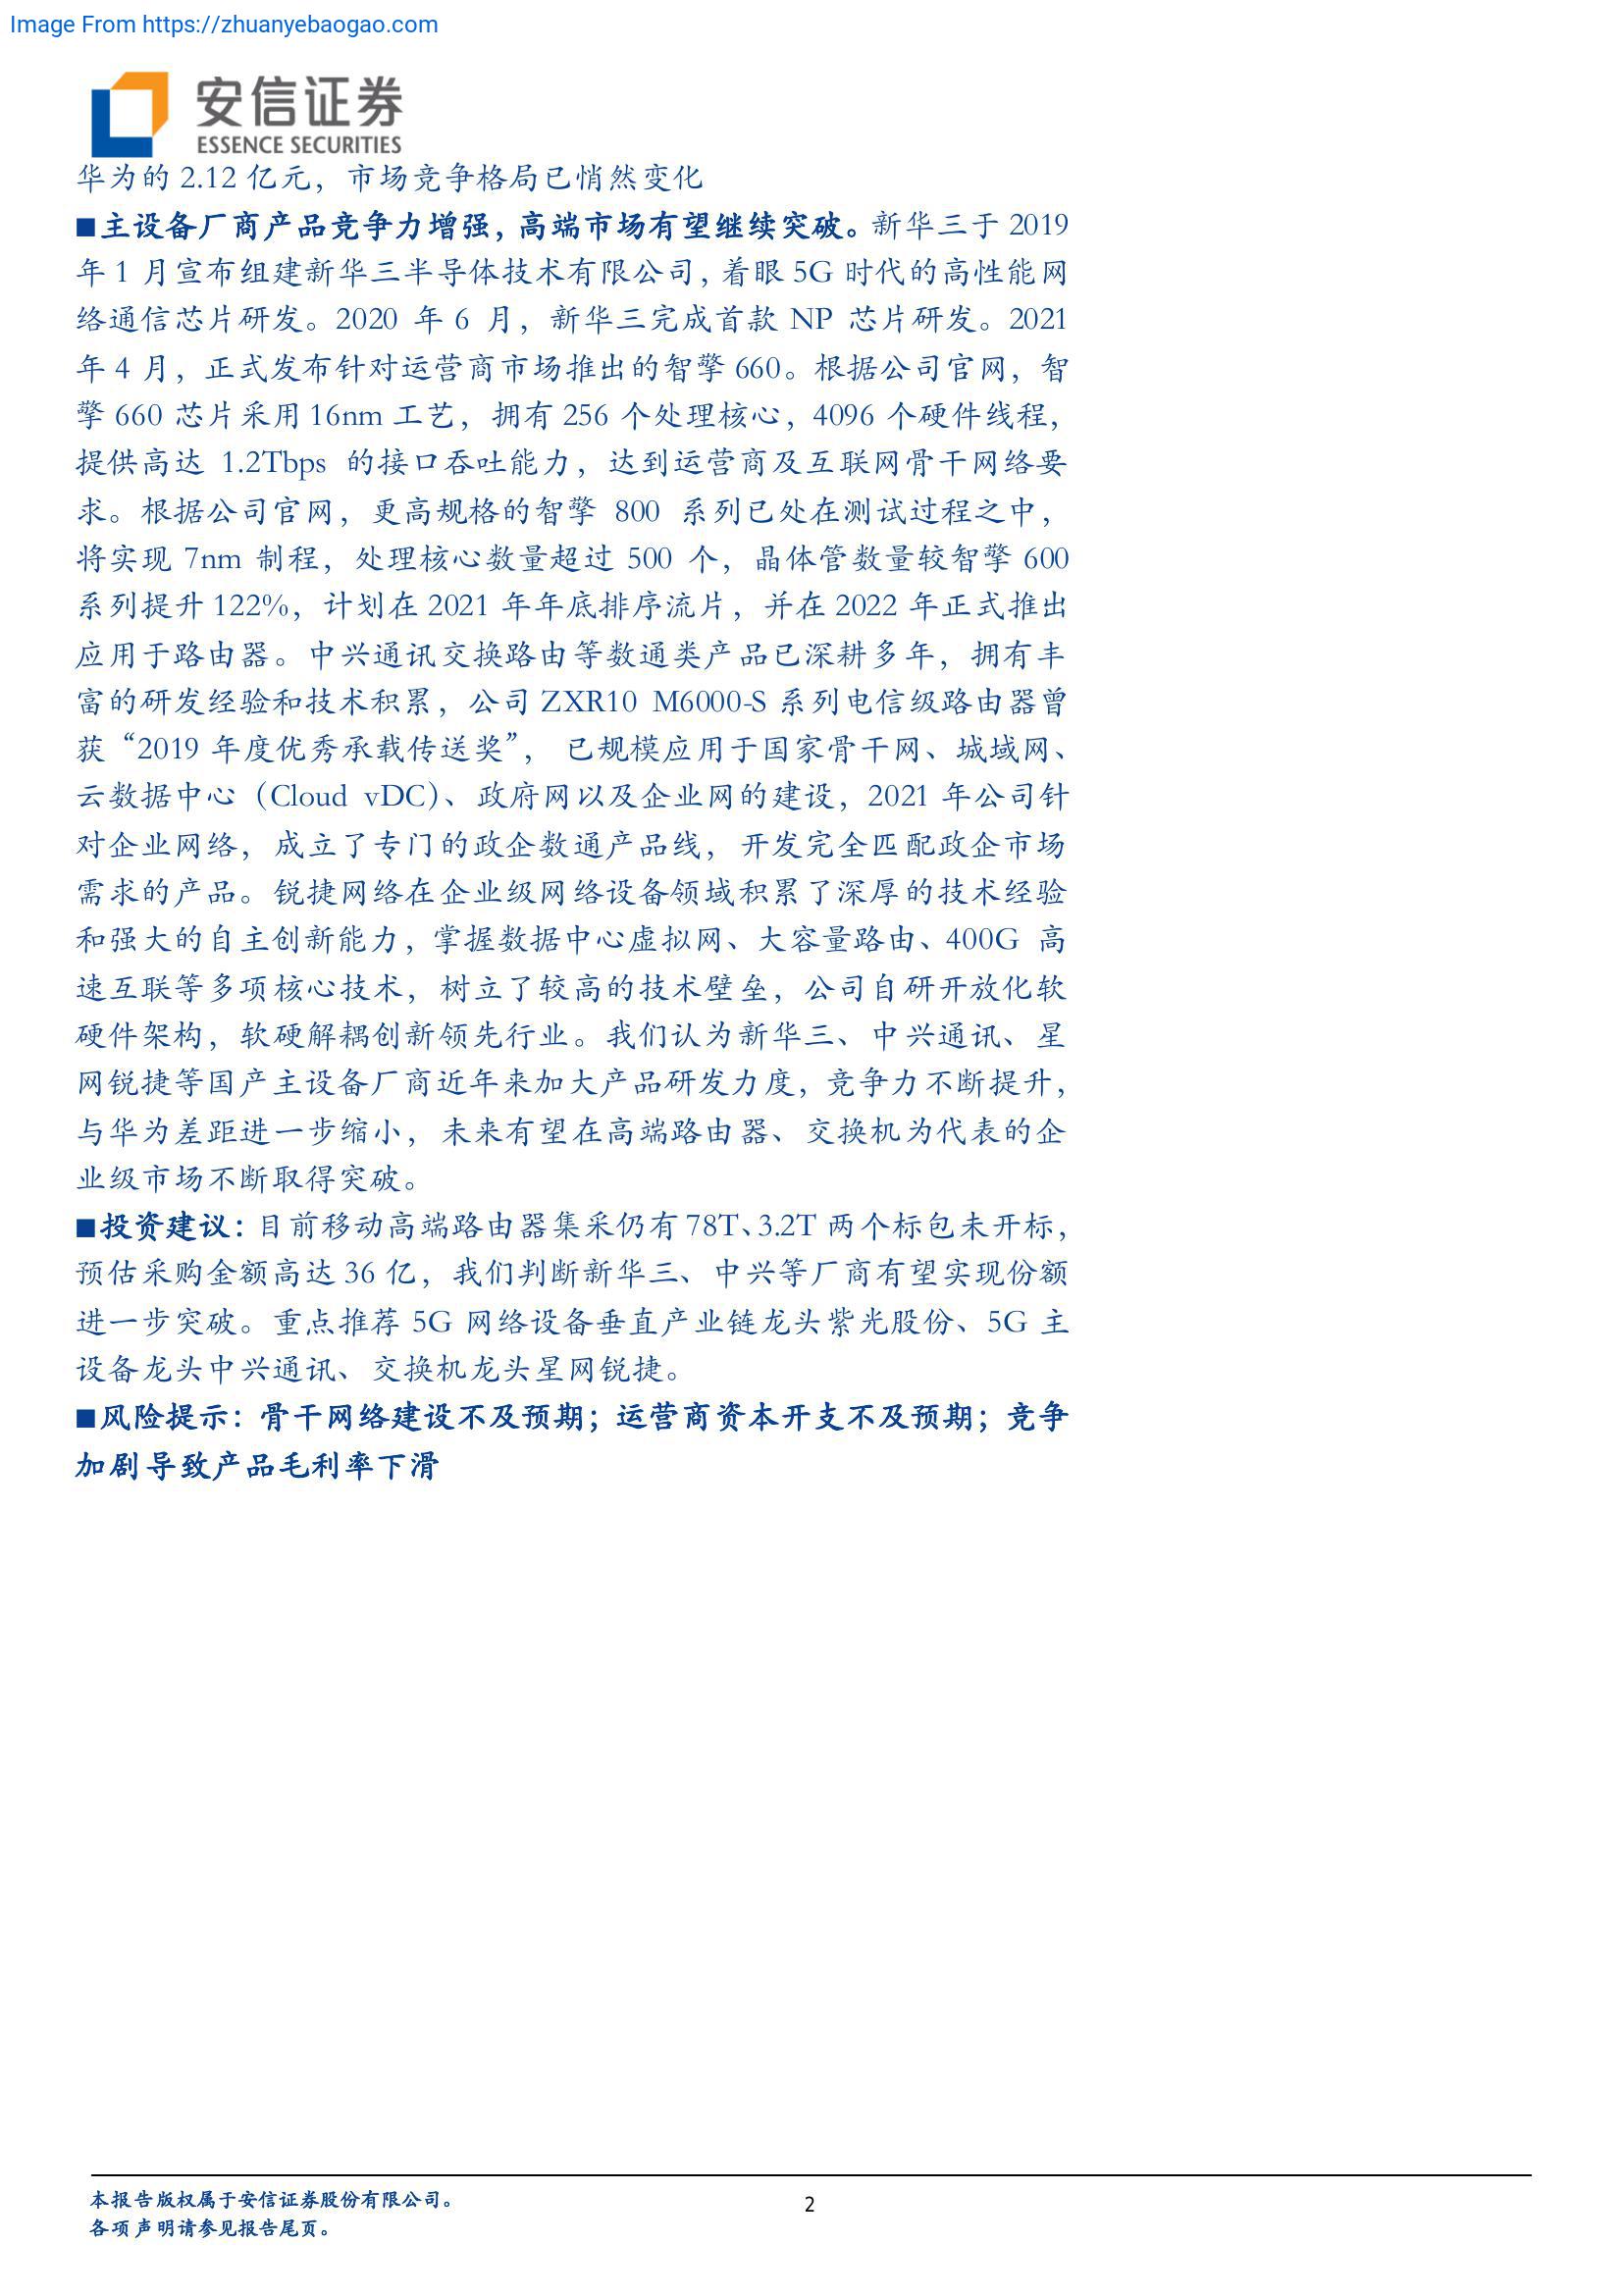 Image From https://zhuanyebaogao.com
安信证券
ESSENCE SECURITIES
华为的 2.12 亿元，市场竞争格局已悄然变化
■主设备厂商产品竞争力增强，高端市场有望继续突破。新华三于 2019
年 1 月宣布组建新华三半导体技术有限公司，着眼 5G 时代的高性能网
络通信芯片研发。2020 年 6 月，新华三完成首款 NP 芯片研发。2021
年 4 月，正式发布针对运营商市场推出的智擎 660。根据公司官网，智
擎 660 芯片采用 16nm 工艺，拥有 256 个处理核心，4096 个硬件线程，
提供高达 1.2Tbps 的接口吞吐能力，达到运营商及互联网骨干网络要
求。根据公司官网，更高规格的智擎 800 系列已处在测试过程之中，
将实现 7nm 制程，处理核心数量超过 500 个，晶体管数量较智擎 600
系列提升 122%，计划在 2021 年年底排序流片，并在 2022 年正式推出
应用于路由器。中兴通讯交换路由等数通类产品已深耕多年，拥有丰
富的研发经验和技术积累，公司 ZXR10 M6000-S 系列电信级路由器曾
获“2019 年度优秀承载传送奖”， 已规模应用于国家骨干网、城域网、
云数据中心（Cloud vDC)、政府网以及企业网的建设，2021 年公司针
对企业网络，成立了专门的政企数通产品线，开发完全匹配政企市场
需求的产品。锐捷网络在企业级网络设备领域积累了深厚的技术经验
和强大的自主创新能力，掌握数据中心虚拟网、大容量路由、400G 高
速互联等多项核心技术，树立了较高的技术壁垒，公司自研开放化软
硬件架构，软硬解耦创新领先行业。我们认为新华三、中兴通讯、星
网锐捷等国产主设备厂商近年来加大产品研发力度，竞争力不断提升，
与华为差距进一步缩小，未来有望在高端路由器、交换机为代表的企
业级市场不断取得突破。
■投资建议：目前移动高端路由器集采仍有 78T、3.2T 两个标包未开标，
预估采购金额高达 36 亿，我们判断新华三、中兴等厂商有望实现份额
进一步突破。重点推荐 5G 网络设备垂直产业链龙头紫光股份、5G 主
设备龙头中兴通讯、交换机龙头星网锐捷。
■风险提示：骨干网络建设不及预期；运营商资本开支不及预期；竞争
加剧导致产品毛利率下滑
本报告版权属于安信证券股份有限公司。
2
各项声明请参见报告尾页。